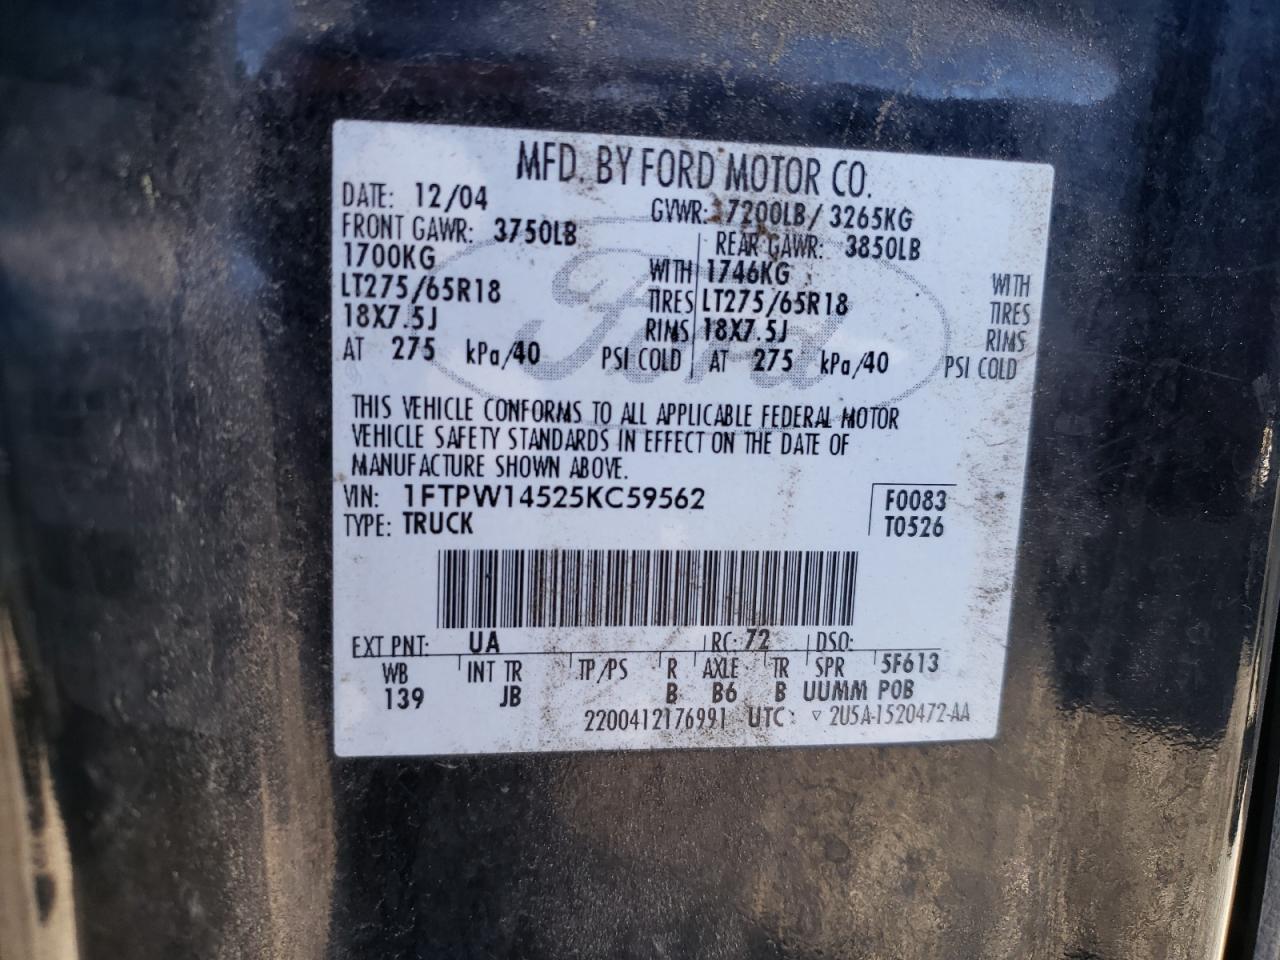 MFD. BY FORD MOTOR CO.
DATE: 12/04 GVWR: 7200LB/ 3265KG
FRONT GAWR: 3750LB REAR GAWR: 3850LB
1700KG WITH 1746KG WITH
LT275/65R18 TIRES LT275/65R18 TIRES
18X7.5J RIMS 18X7.5J RIMS
AT 275 kPa/40 PSI COLD AT 275 kPa/40 PSI COLD
Ford
THIS VEHICLE CONFORMS TO ALL APPLICABLE FEDERAL MOTOR
VEHICLE SAFETY STANDARDS IN EFFECT ON THE DATE OF
MANUFACTURE SHOWN ABOVE.
VIN: 1FTPW14525KC59562 F0083
TYPE: TRUCK T0526
EXT PNT: UA RC: 72 DSO:
WB INT TR TP/PS R AXLE TR SPR 5F613
139 JB B B6 B UUMM POB
2200412176991 UTC: ▽ 2U5A-1520472-AA